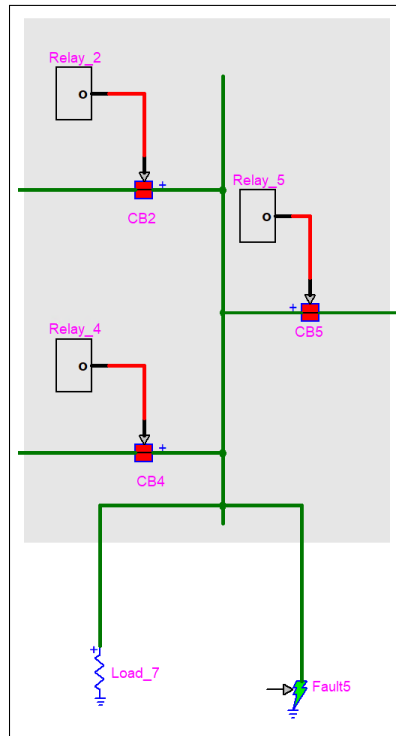 Relay_2
o
+
CB2
Relay_5
o
+
CB5
Relay_4
o
+
CB4
+
Load_7
Fault5